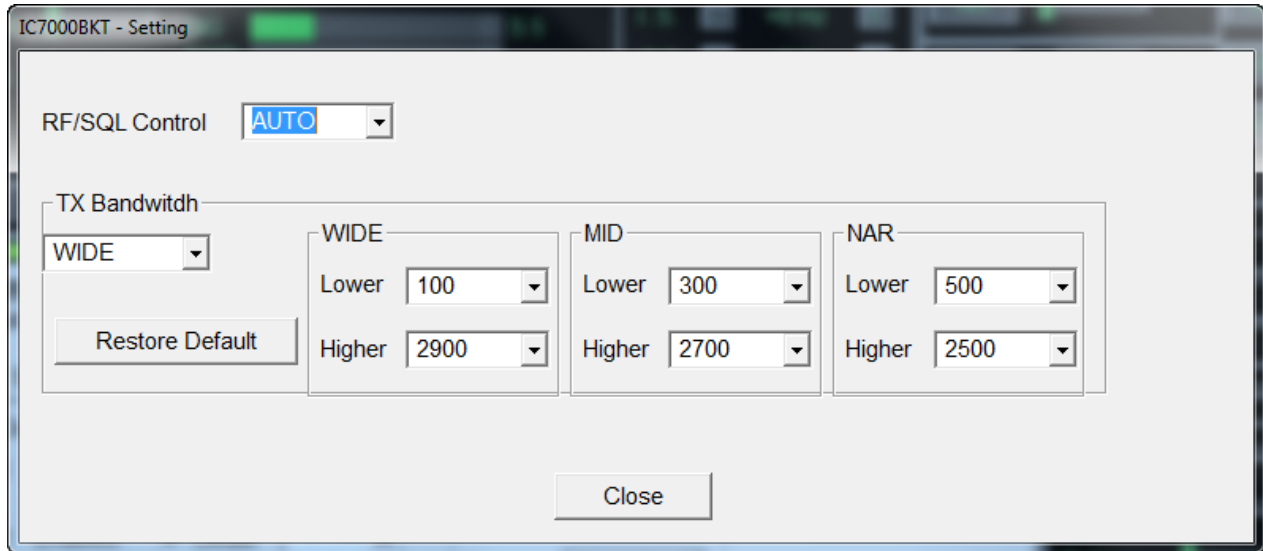 IC7000BKT - Setting
RF/SQL Control AUTO
TX Bandwitdh
WIDE
Restore Default
WIDE
Lower 100
Higher 2900
MID
Lower 300
Higher 2700
NAR
Lower 500
Higher 2500
Close